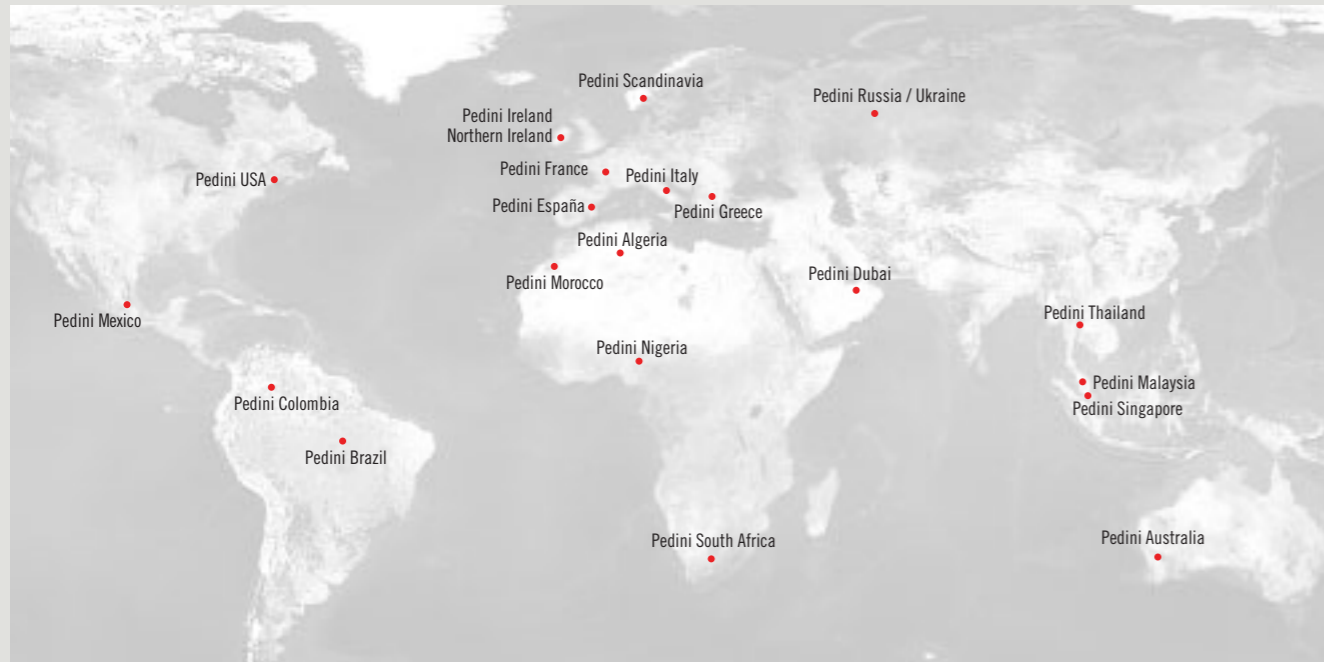 Pedini Scandinavia
Pedini Russia / Ukraine
Pedini Ireland
Northern Ireland
Pedini France
Pedini Italy
Pedini USA
Pedini España
Pedini Greece
Pedini Algeria
Pedini Morocco
Pedini Dubai
Pedini Mexico
Pedini Thailand
Pedini Nigeria
Pedini Malaysia
Pedini Colombia
Pedini Singapore
Pedini Brazil
Pedini South Africa
Pedini Australia